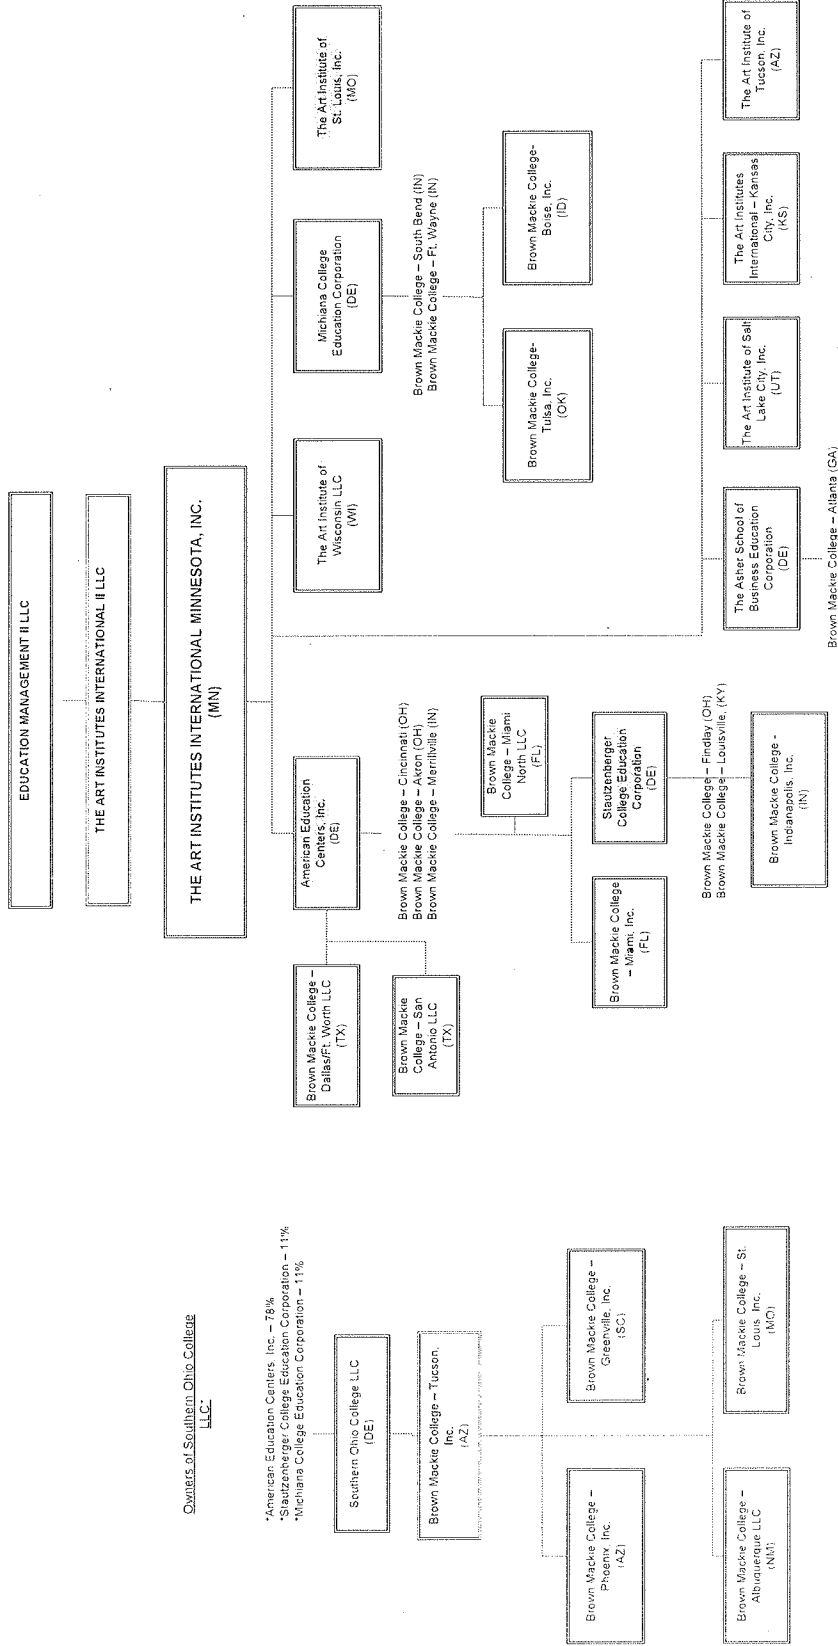 EDUCATION MANAGEMENT II LLC
THE ART INSTITUTES INTERNATIONAL II LLC
THE ART INSTITUTES INTERNATIONAL MINNESOTA, INC.
(MN)
Owners of Southern Ohio College
LLC*
*American Education Centers, Inc. – 78%
*Stautzenberger College Education Corporation – 11%
*Michiana College Education Corporation – 11%
Southern Ohio College LLC
(DE)
Brown Mackie College – Tucson,
Inc.
(AZ)
Brown Mackie College –
Phoenix, Inc.
(AZ)
Brown Mackie College –
Greenville, Inc.
(SC)
Brown Mackie College –
Albuquerque LLC
(NM)
Brown Mackie College – St.
Louis, Inc.
(MO)
Brown Mackie College –
Dallas/Ft. Worth LLC
(TX)
Brown Mackie
College – San
Antonio LLC
(TX)
American Education
Centers, Inc.
(DE)
Brown Mackie College – Cincinnati (OH)
Brown Mackie College – Akron (OH)
Brown Mackie College – Merrillville (IN)
Brown Mackie
College – Miami
North LLC
(FL)
Brown Mackie College
– Miami, Inc.
(FL)
Stautzenberger
College Education
Corporation
(DE)
Brown Mackie College – Findlay (OH)
Brown Mackie College – Louisville, (KY)
Brown Mackie College -
Indianapolis, Inc.
(IN)
The Art Institute of
Wisconsin LLC
(WI)
Michiana College
Education Corporation
(DE)
Brown Mackie College – South Bend (IN)
Brown Mackie College – Ft. Wayne (IN)
Brown Mackie College-
Tulsa, Inc.
(OK)
Brown Mackie College-
Boise, Inc.
(ID)
The Art Institute of
St. Louis, Inc.
(MO)
The Asher School of
Business Education
Corporation
(DE)
Brown Mackie College – Atlanta (GA)
The Art Institute of Salt
Lake City, Inc.
(UT)
The Art Institutes
International – Kansas
City, Inc.
(KS)
The Art Institute of
Tucson, Inc.
(AZ)